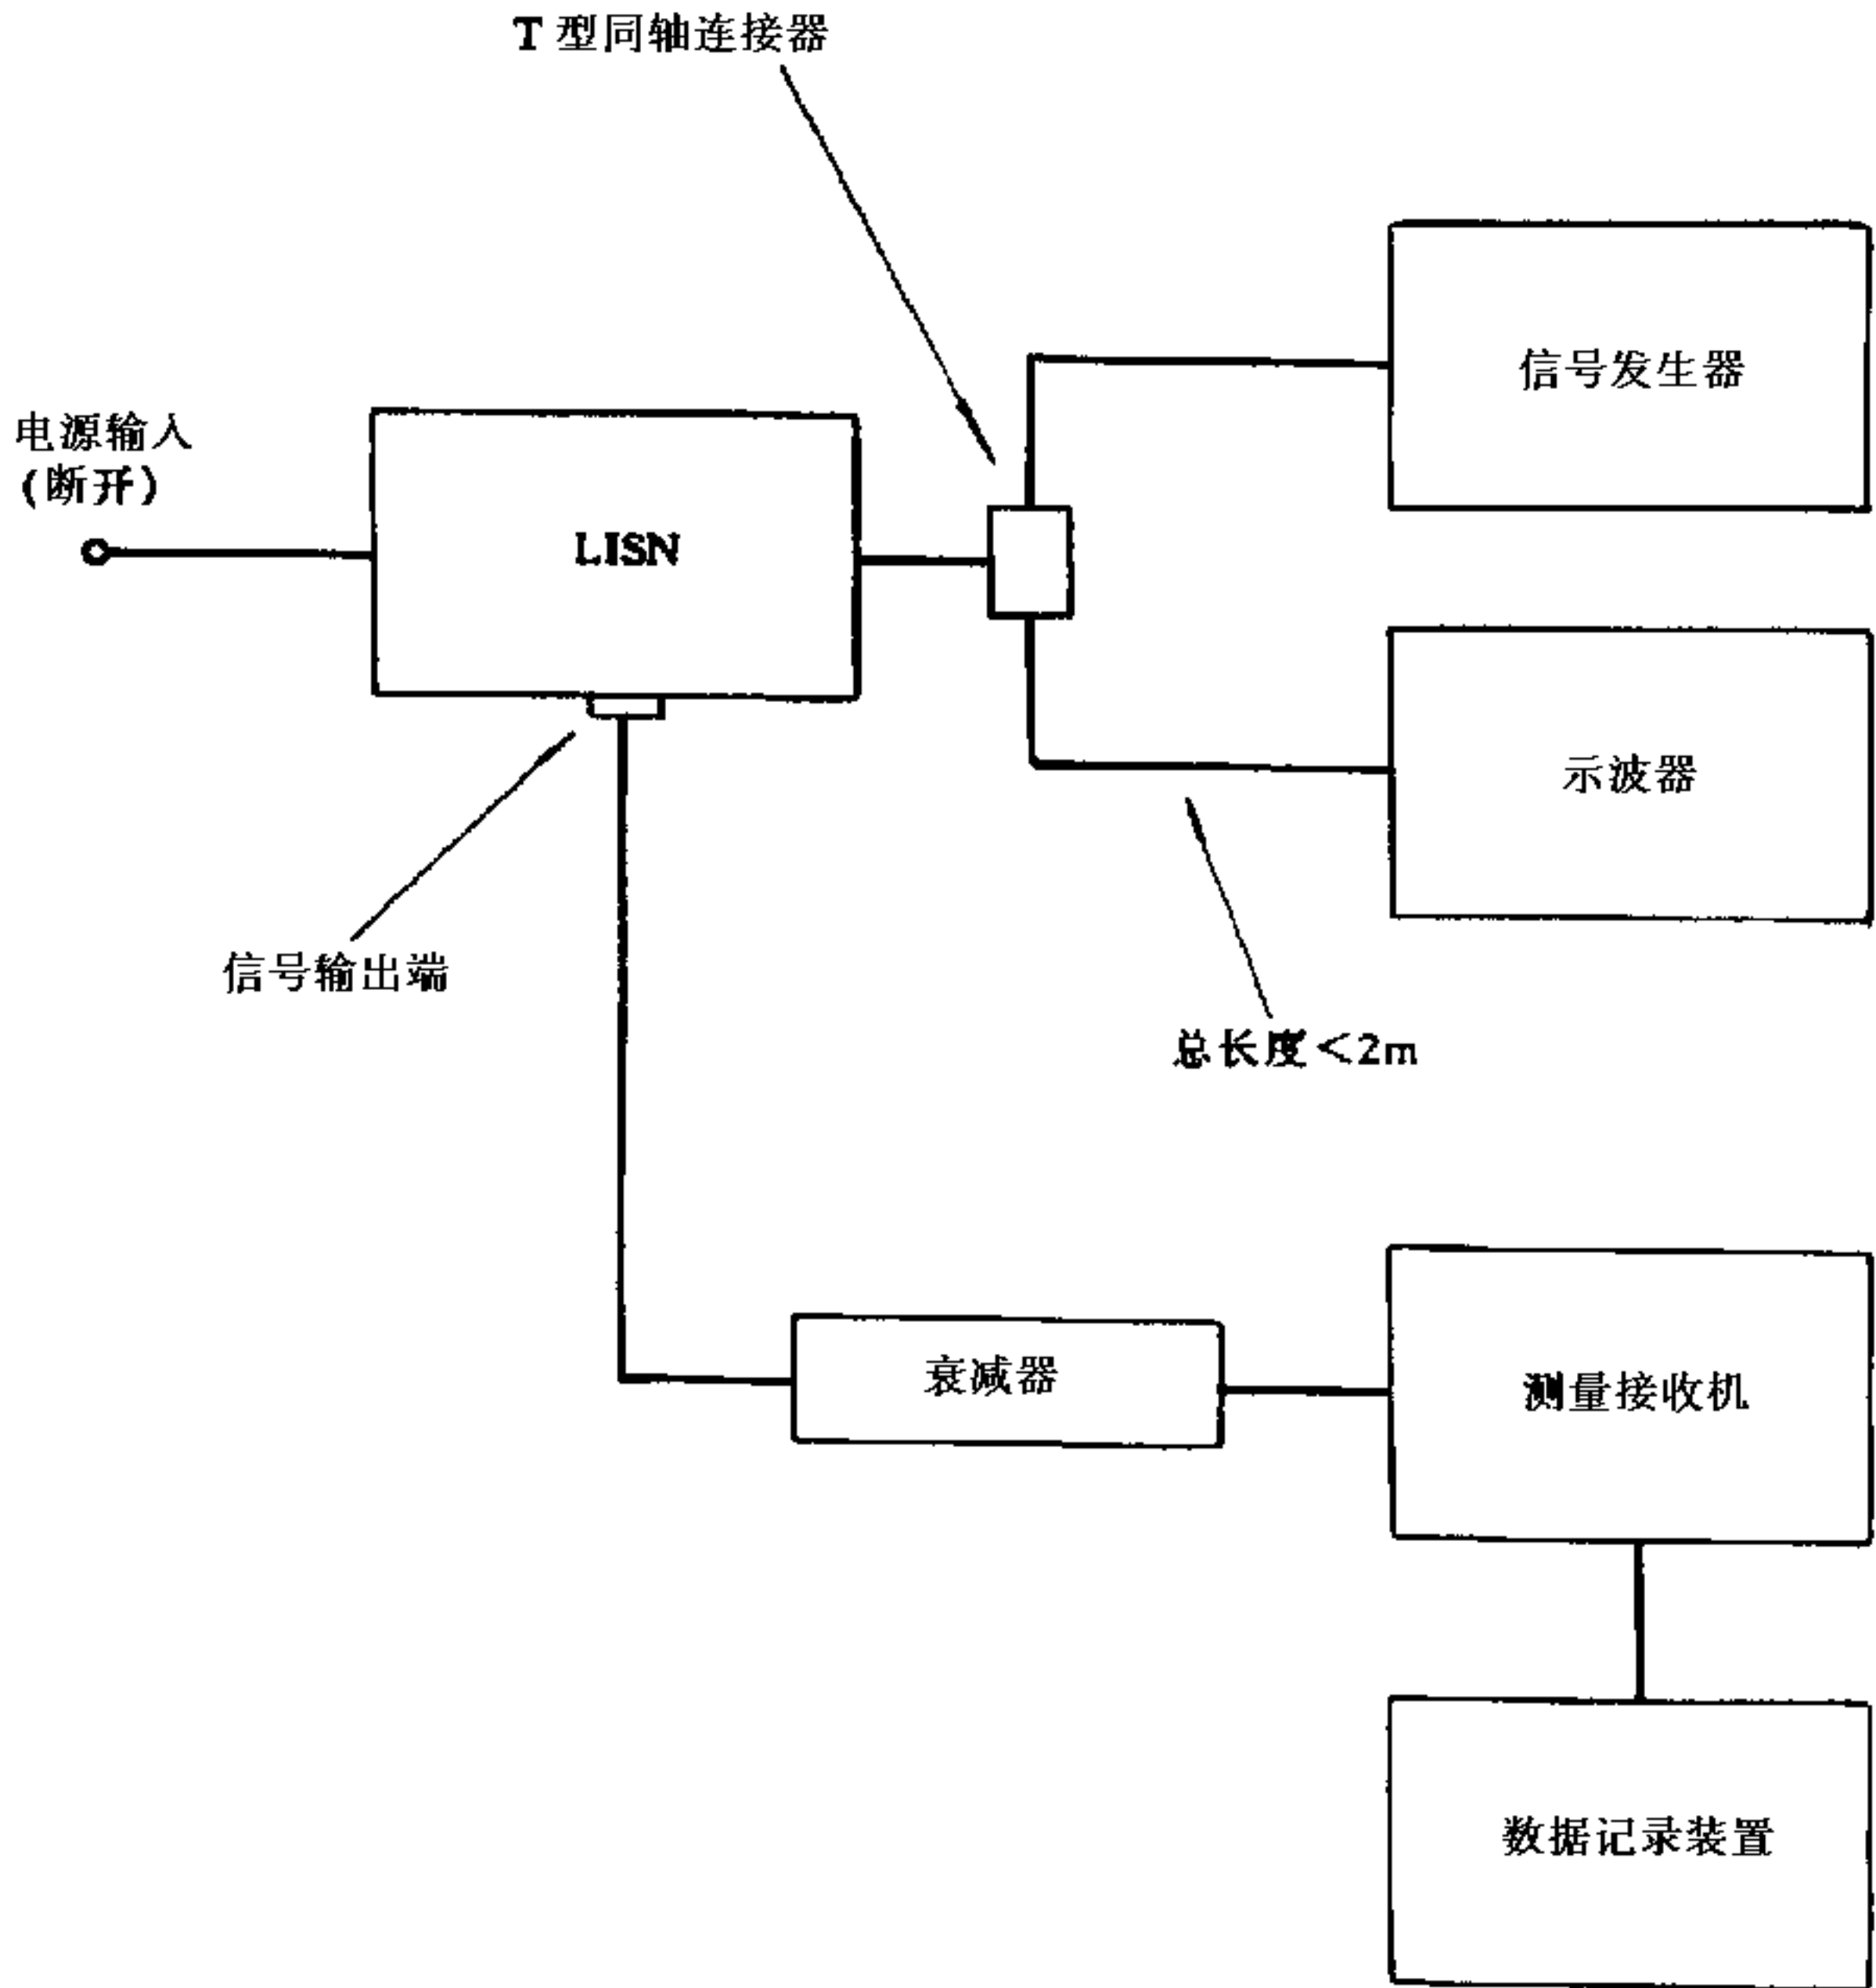 T 型同轴连接器
信号发生器
电源输入
(断开)
LISN
示波器
信号输出端
总长度<2m
衰减器
测量接收机
数据记录装置